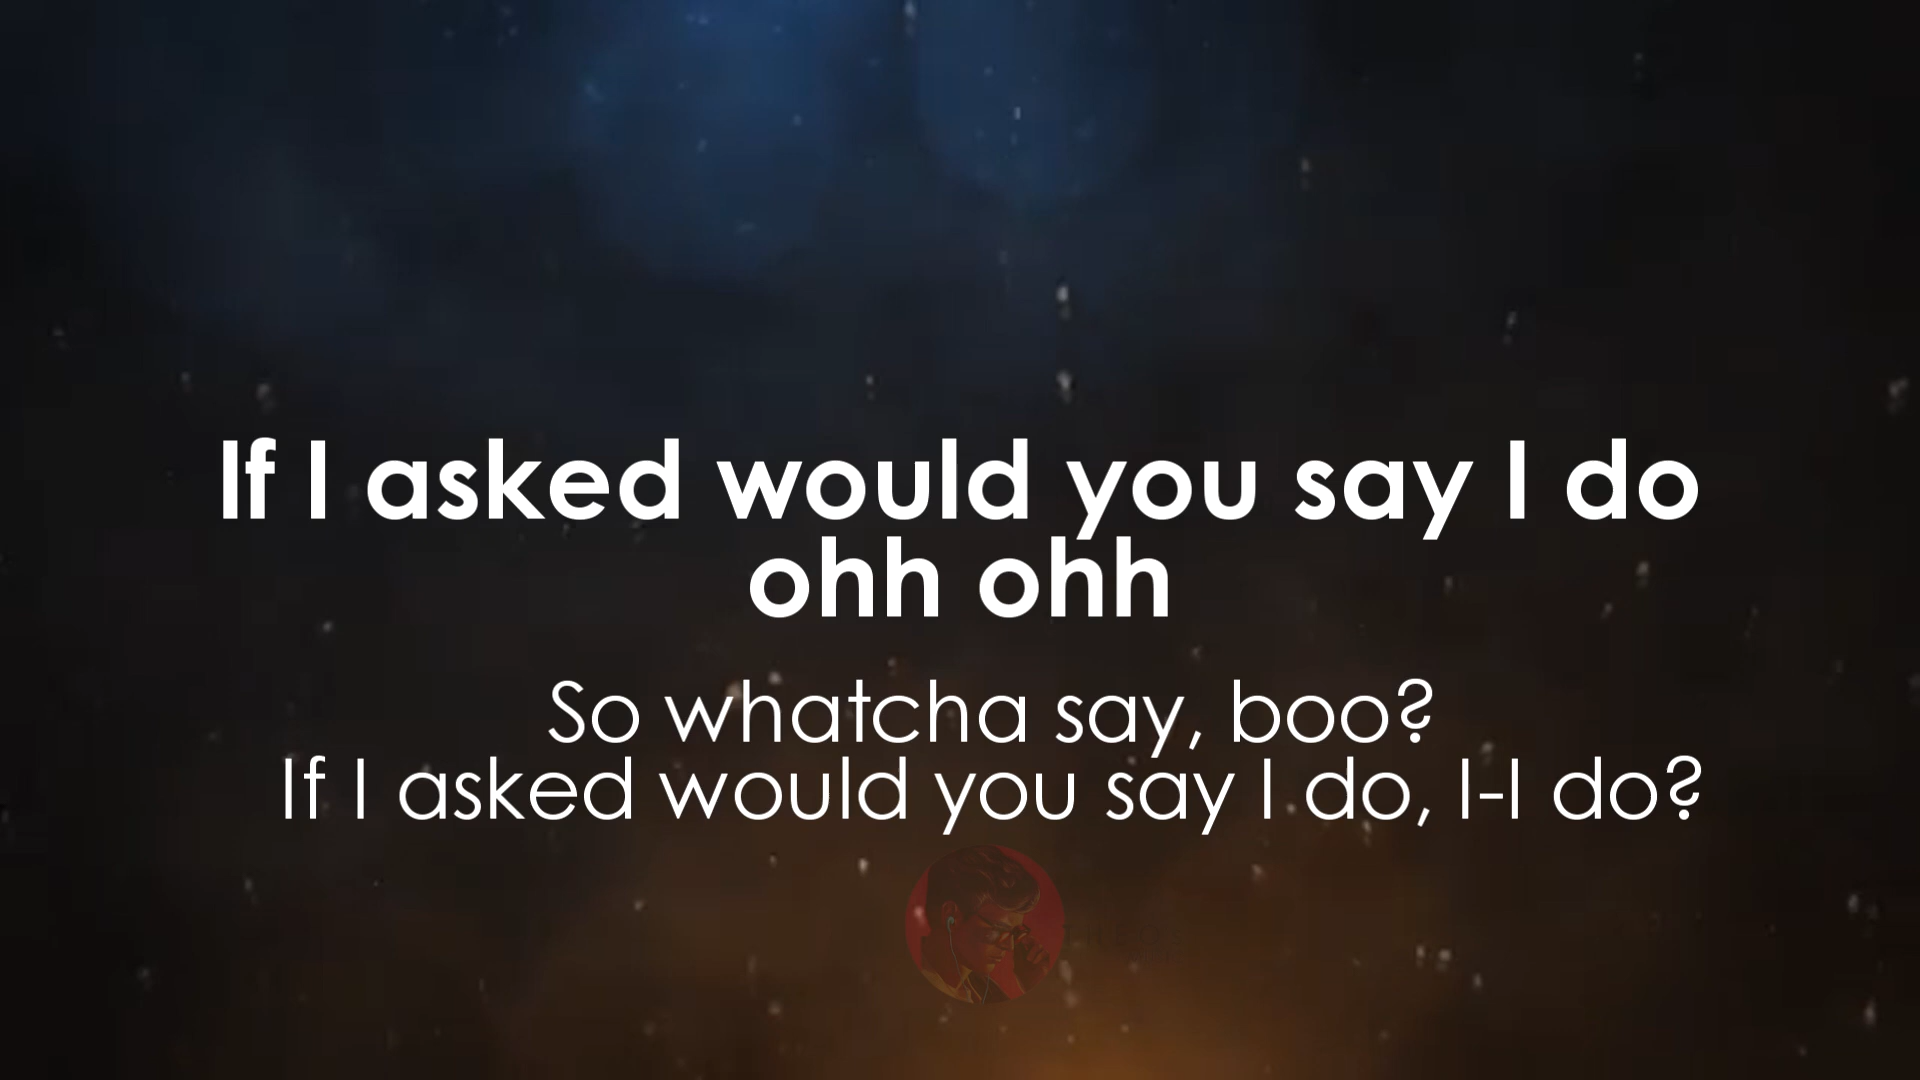 If I asked would you say I do
ohh ohh
So whatcha say, boo?
If I asked would you say I do, I-I do?